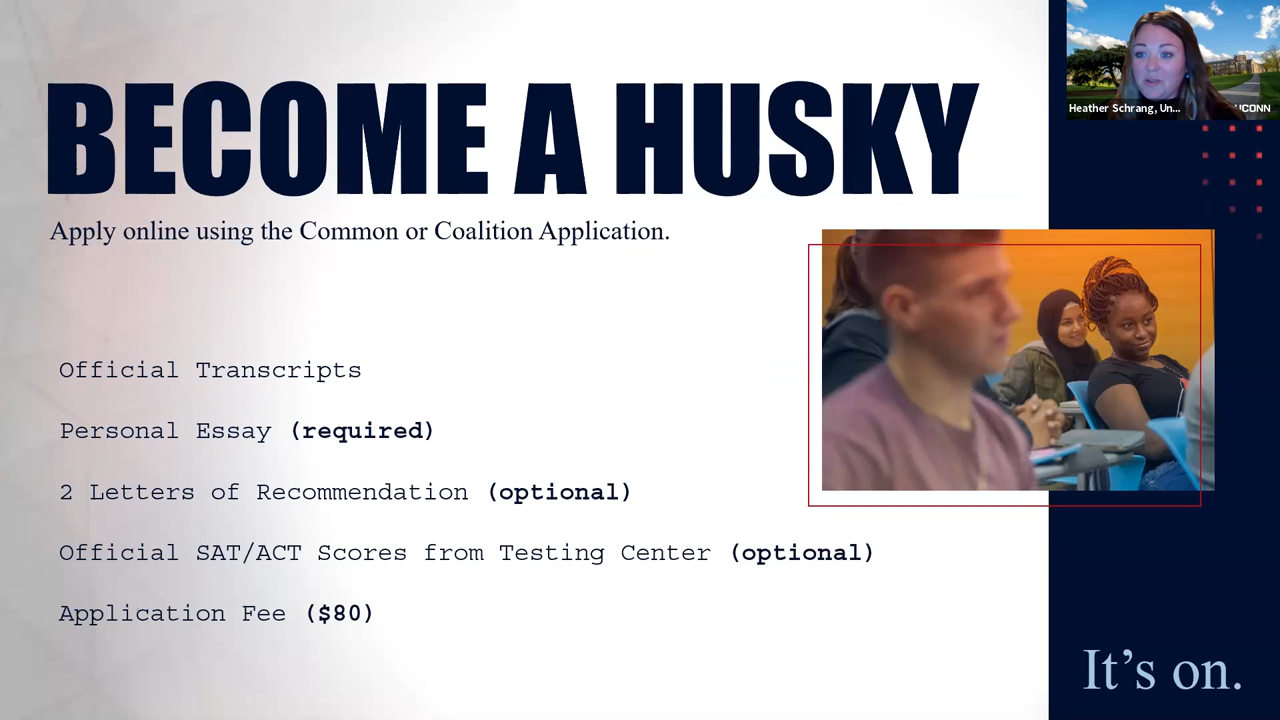 BECOME A HUSKY
Apply online using the Common or Coalition Application.
Official Transcripts
Personal Essay (required)
2 Letters of Recommendation (optional)
Official SAT/ACT Scores from Testing Center (optional)
Application Fee ($80)
Heather Schrang, Un...
UCONN
It’s on.